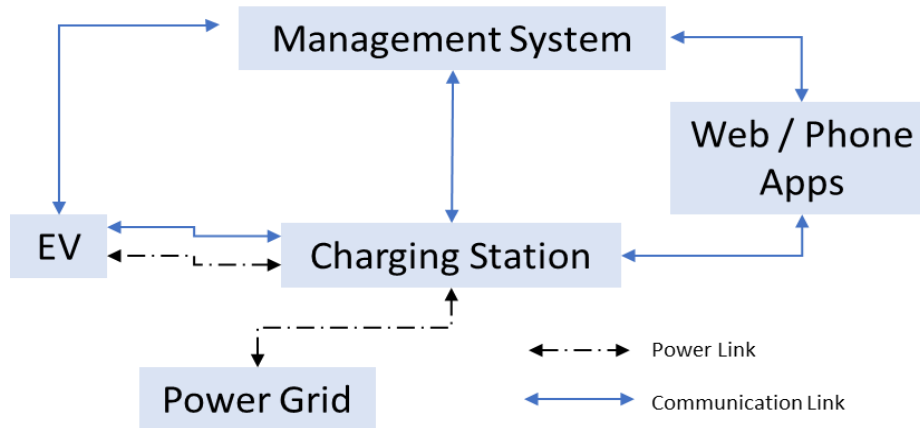 Management System
Web / Phone
Apps
EV
Charging Station
Power Grid
Power Link
Communication Link